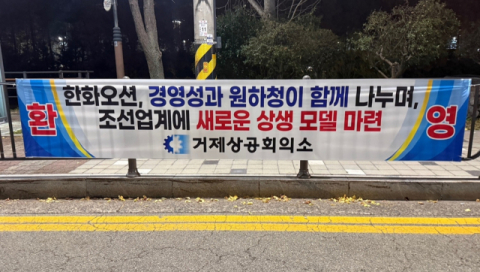 환영
한화오션, 경영성과 원하청이 함께 나누며,
조선업계에 새로운 상생 모델 마련
거제상공회의소